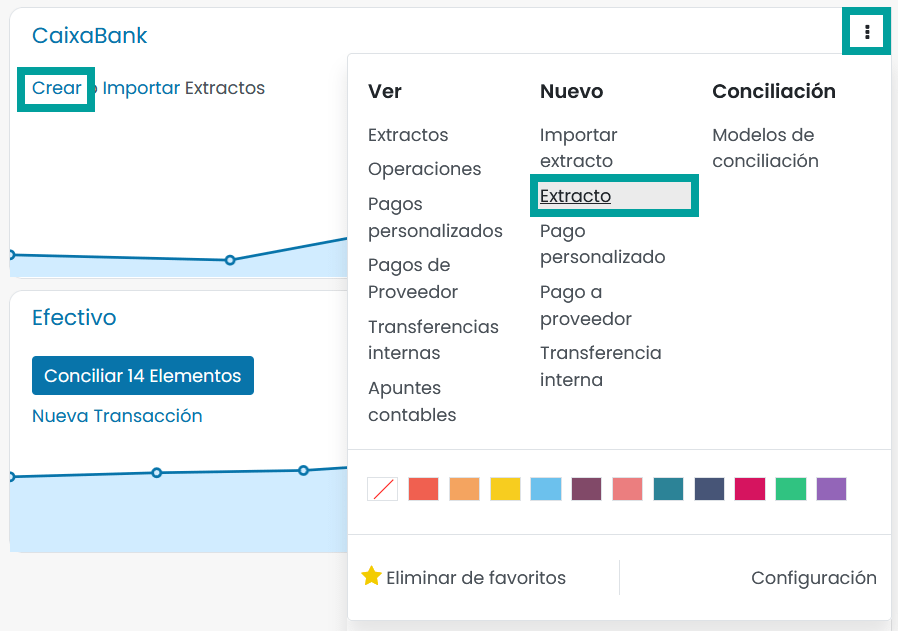 CaixaBank
Crear o Importar Extractos
Ver
Extractos
Operaciones
Pagos
personalizados
Pagos de
Proveedor
Transferencias
internas
Apuntes
contables
Nuevo
Importar
extracto
Extracto
Pago
personalizado
Pago a
proveedor
Transferencia
interna
Conciliación
Modelos de
conciliación
Efectivo
Conciliar 14 Elementos
Nueva Transacción
Eliminar de favoritos
Configuración